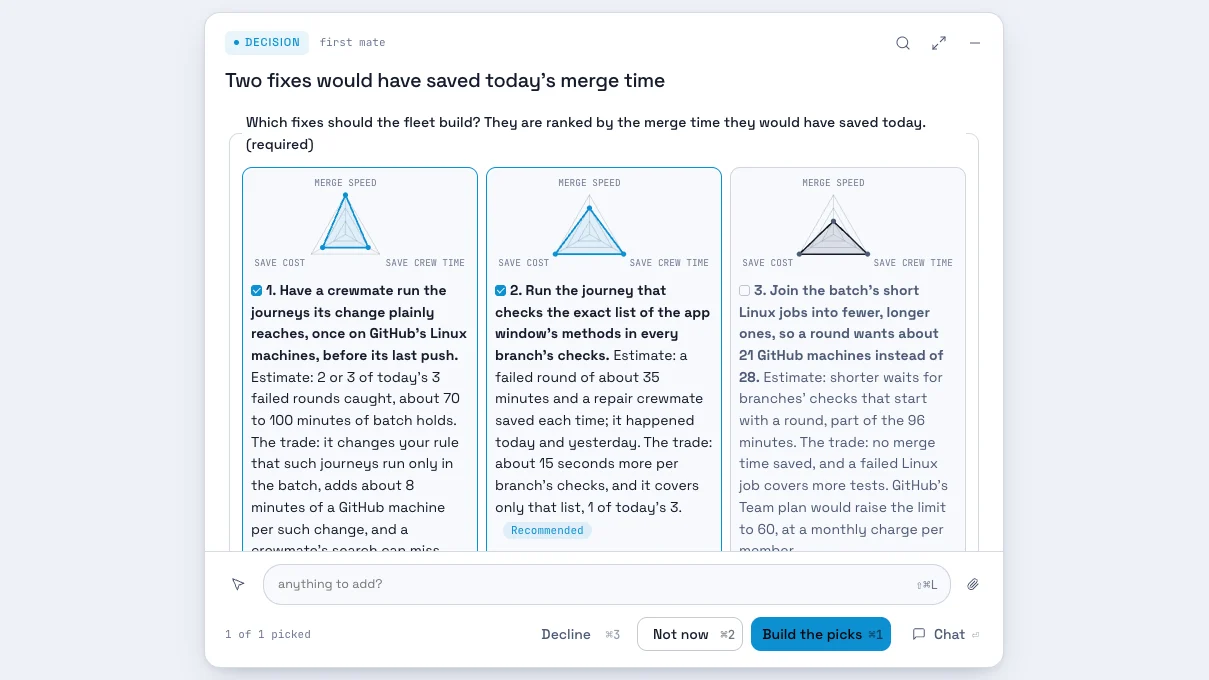 DECISION first mate
Two fixes would have saved today's merge time
Which fixes should the fleet build? They are ranked by the merge time they would have saved today.
(required)
MERGE SPEED
SAVE COST SAVE CREW TIME
1. Have a crewmate run the
journeys its change plainly
reaches, once on GitHub's Linux
machines, before its last push.
Estimate: 2 or 3 of today's 3
failed rounds caught, about 70
to 100 minutes of batch holds.
The trade: it changes your rule
that such journeys run only in
the batch, adds about 8
minutes of a GitHub machine
per such change, and a
crewmate's search can miss
MERGE SPEED
SAVE COST SAVE CREW TIME
2. Run the journey that
checks the exact list of the app
window's methods in every
branch's checks. Estimate: a
failed round of about 35
minutes and a repair crewmate
saved each time; it happened
today and yesterday. The trade:
about 15 seconds more per
branch's checks, and it covers
only that list, 1 of today's 3.
Recommended
MERGE SPEED
SAVE COST SAVE CREW TIME
3. Join the batch's short
Linux jobs into fewer, longer
ones, so a round wants about
21 GitHub machines instead of
28. Estimate: shorter waits for
branches' checks that start
with a round, part of the 96
minutes. The trade: no merge
time saved, and a failed Linux
job covers more tests. GitHub's
Team plan would raise the limit
to 60, at a monthly charge per
member.
anything to add? ⇧⌘L
1 of 1 picked
Decline ⌘3
Not now ⌘2
Build the picks ⌘1
Chat ⏎